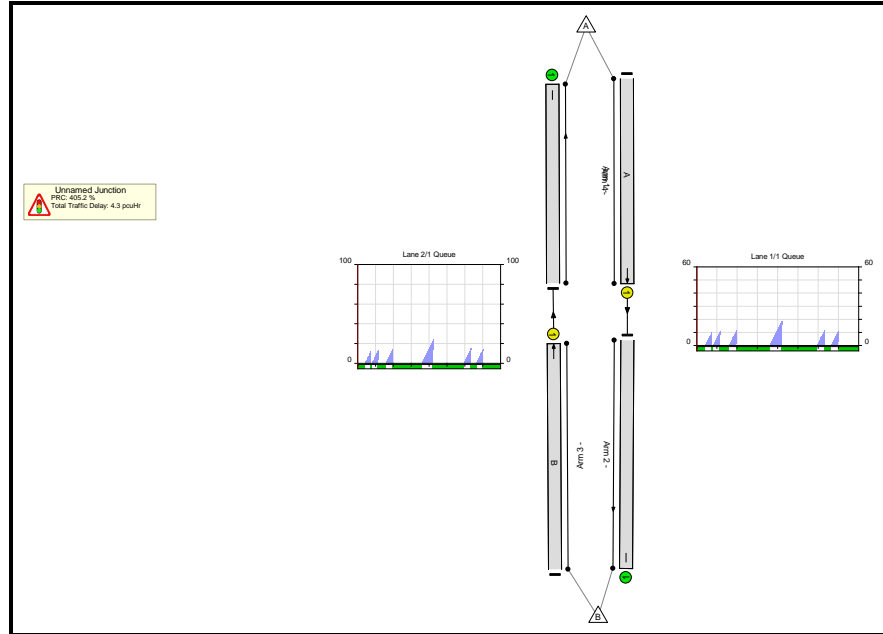 A
A
Unnamed Junction
PRC: 405.2 %
Total Traffic Delay: 4.3 pcuHr
Lane 2/1 Queue
100
100
0
0
Lane 1/1 Queue
60
60
0
0
B
Arm 3 -
Arm 2 -
B